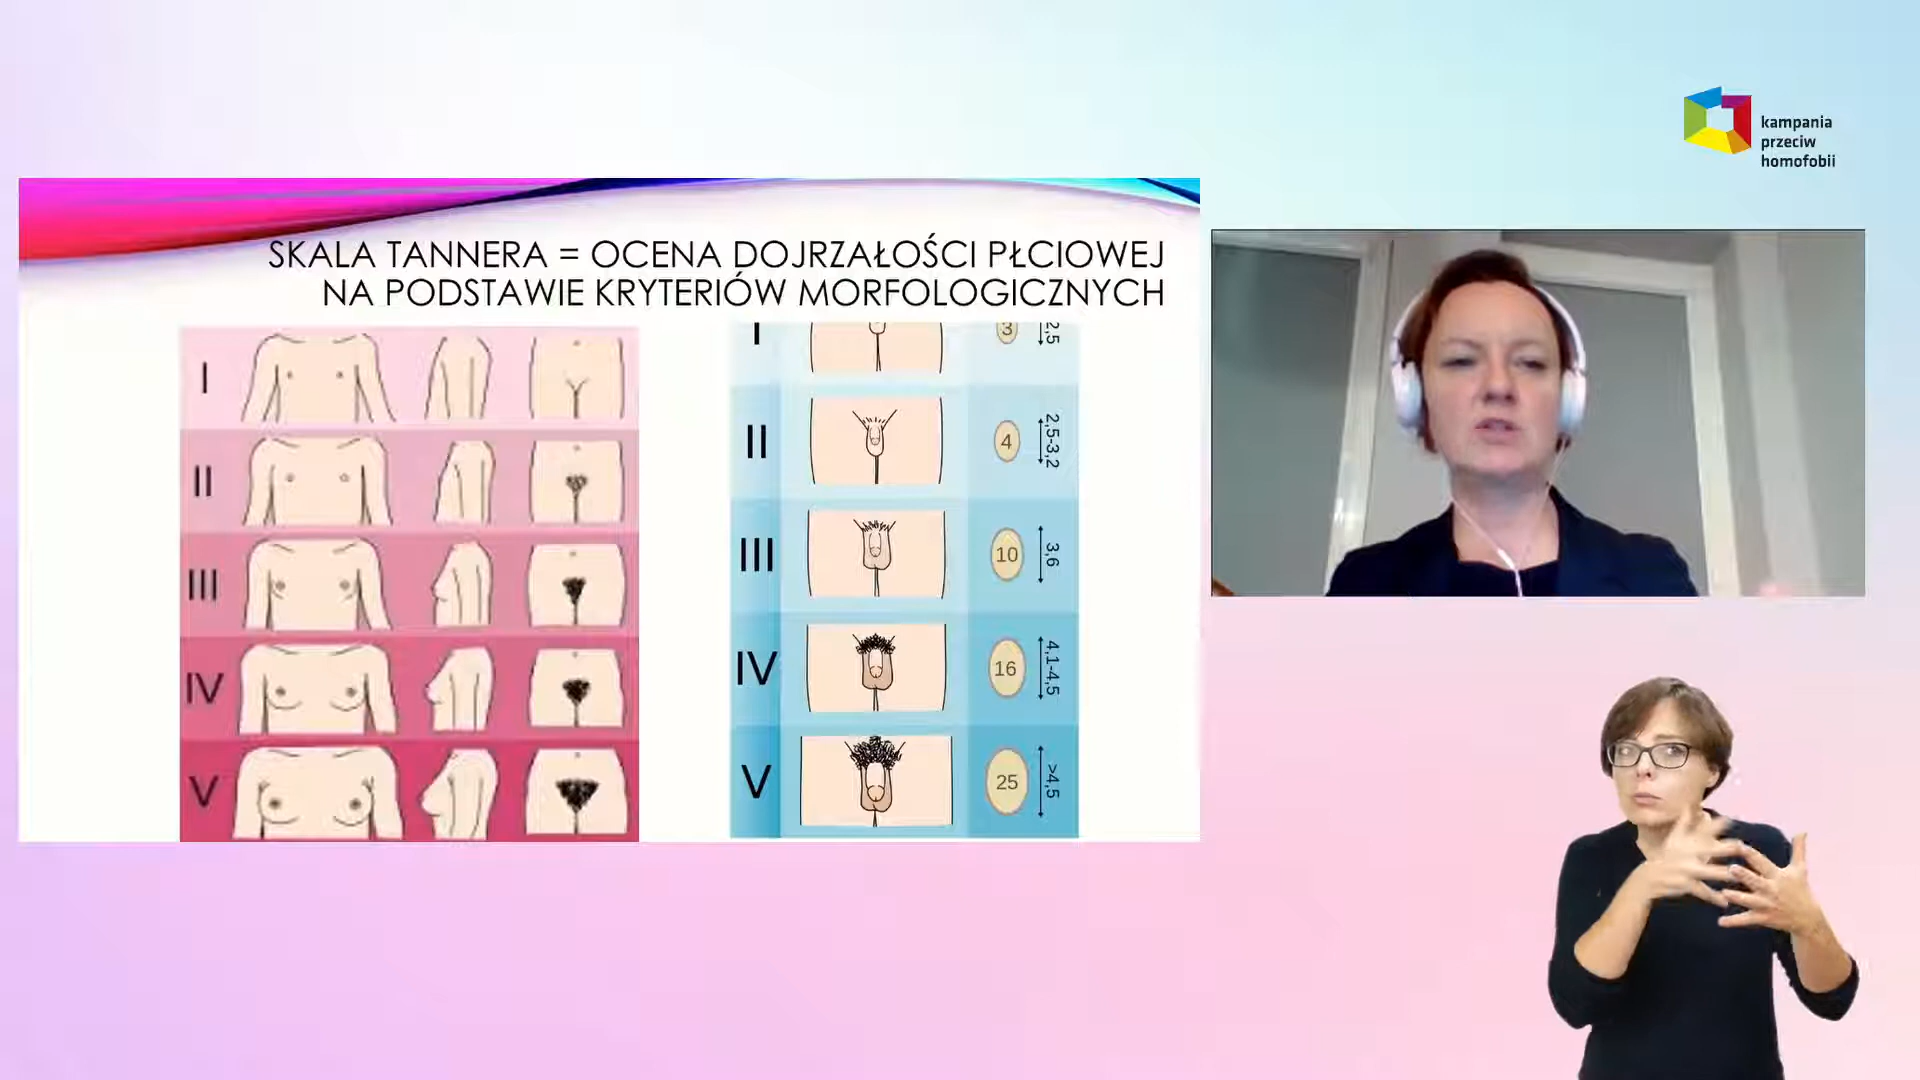 kampania
przeciw
homofobii
SKALA TANNERA = OCENA DOJRZAŁOŚCI PŁCIOWEJ
NA PODSTAWIE KRYTERIÓW MORFOLOGICZNYCH
I
II
III
IV
V
I 3 2,5
II 4 2,5-3,2
III 10 3,6
IV 16 4,1-4,5
V 25 >4,5